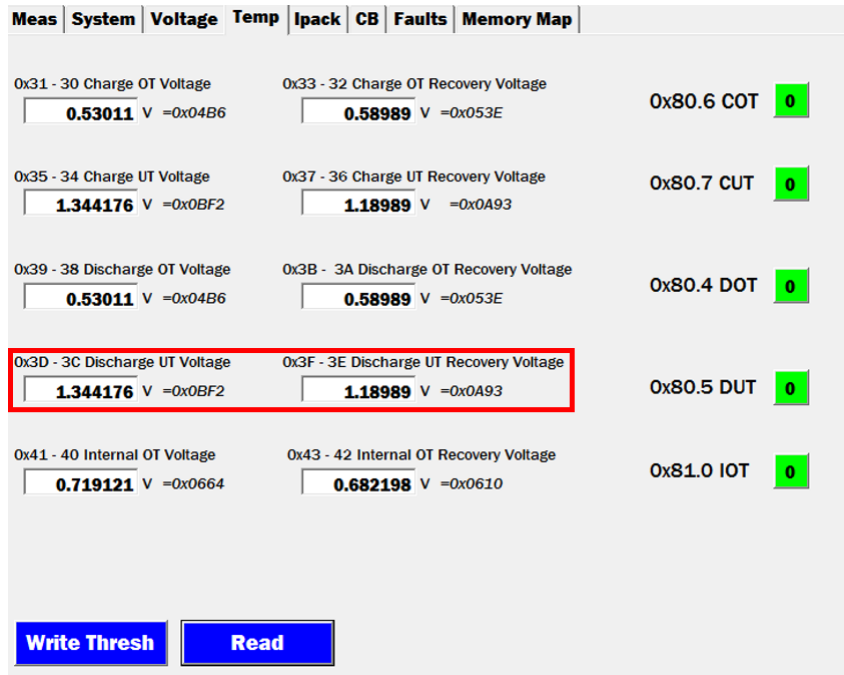 Meas System Voltage Temp Ipack CB Faults Memory Map
0x31 - 30 Charge OT Voltage 0x33 - 32 Charge OT Recovery Voltage
0.53011 V =0x04B6 0.58989 V =0x053E 0x80.6 COT 0
0x35 - 34 Charge UT Voltage 0x37 - 36 Charge UT Recovery Voltage
1.344176 V =0x0BF2 1.18989 V =0x0A93 0x80.7 CUT 0
0x39 - 38 Discharge OT Voltage 0x3B - 3A Discharge OT Recovery Voltage
0.53011 V =0x04B6 0.58989 V =0x053E 0x80.4 DOT 0
0x3D - 3C Discharge UT Voltage 0x3F - 3E Discharge UT Recovery Voltage
1.344176 V =0x0BF2 1.18989 V =0x0A93 0x80.5 DUT 0
0x41 - 40 Internal OT Voltage 0x43 - 42 Internal OT Recovery Voltage
0.719121 V =0x0664 0.682198 V =0x0610 0x81.0 IOT 0
Write Thresh Read